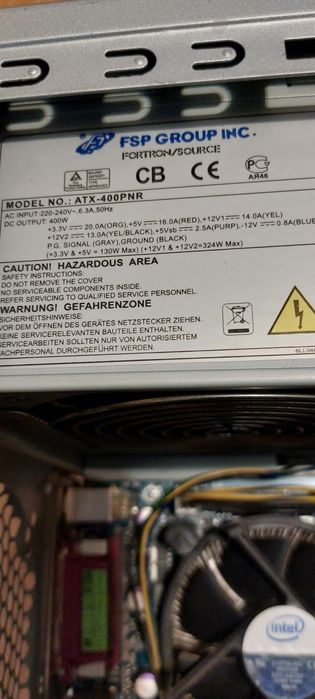 FSP GROUP INC.
FORTRON/SOURCE
CB CE
АЯ46
MODEL NO.: ATX-400PNR
AC INPUT:220-240V~,6.3A,50Hz
DC OUTPUT: 400W
+3.3V 20.0A(ORG),+5V 16.0A(RED),+12V1 14.0A(YEL)
+12V2 13.0A(YEL/BLACK),+5Vsb 2.5A(PURPLE),-12V 0.8A(BLUE
P.G. SIGNAL (GRAY),GROUND (BLACK)
(+3.3V & +5V = 130W Max) (+12V1 & +12V2=324W Max)
CAUTION! HAZARDOUS AREA
SAFETY INSTRUCTIONS:
DO NOT REMOVE THE COVER
NO SERVICEABLE COMPONENTS INSIDE.
REFER SERVICING TO QUALIFIED SERVICE PERSONNEL.
WARNUNG! GEFAHRENZONE
SICHERHEITSHINWEISE:
VOR DEM ÖFFNEN DES GERÄTES NETZSTECKER ZIEHEN.
KEINE SERVICERELEVANTEN BAUTEILE ENTHALTEN.
SERVICEARBEITEN SOLLTEN NUR VON AUTORISIERTEM
FACHPERSONAL DURCHGEFÜHRT WERDEN.
intel